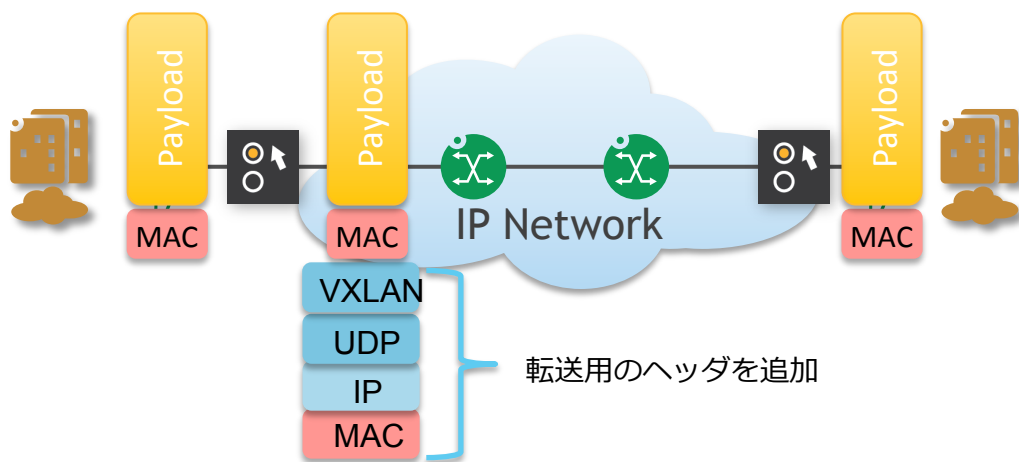 Payload
MAC
Payload
MAC
VXLAN
UDP
IP
MAC
IP Network
転送用のヘッダを追加
Payload
MAC